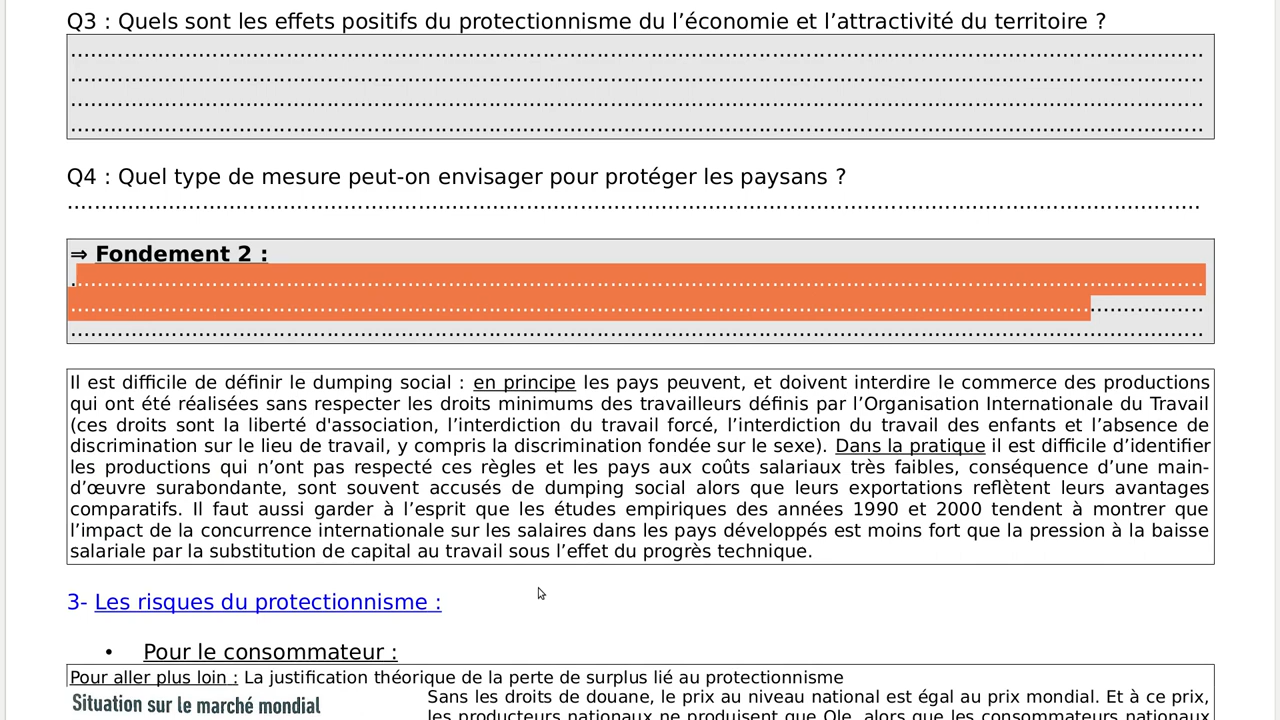 Q3 : Quels sont les effets positifs du protectionnisme du l’économie et l’attractivité du territoire ?
........................................................................................................................................................................
........................................................................................................................................................................
........................................................................................................................................................................
........................................................................................................................................................................
Q4 : Quel type de mesure peut-on envisager pour protéger les paysans ?
........................................................................................................................................................................
⇒ Fondement 2 :
........................................................................................................................................................................
........................................................................................................................................................................
........................................................................................................................................................................
Il est difficile de définir le dumping social : en principe les pays peuvent, et doivent interdire le commerce des productions
qui ont été réalisées sans respecter les droits minimums des travailleurs définis par l’Organisation Internationale du Travail
(ces droits sont la liberté d'association, l’interdiction du travail forcé, l’interdiction du travail des enfants et l’absence de
discrimination sur le lieu de travail, y compris la discrimination fondée sur le sexe). Dans la pratique il est difficile d’identifier
les productions qui n’ont pas respecté ces règles et les pays aux coûts salariaux très faibles, conséquence d’une main-
d’œuvre surabondante, sont souvent accusés de dumping social alors que leurs exportations reflètent leurs avantages
comparatifs. Il faut aussi garder à l’esprit que les études empiriques des années 1990 et 2000 tendent à montrer que
l’impact de la concurrence internationale sur les salaires dans les pays développés est moins fort que la pression à la baisse
salariale par la substitution de capital au travail sous l’effet du progrès technique.
3- Les risques du protectionnisme :
• Pour le consommateur :
Pour aller plus loin : La justification théorique de la perte de surplus lié au protectionnisme
Situation sur le marché mondial
Sans les droits de douane, le prix au niveau national est égal au prix mondial. Et à ce prix,
les producteurs nationaux ne produisent que Ole, alors que les consommateurs nationaux